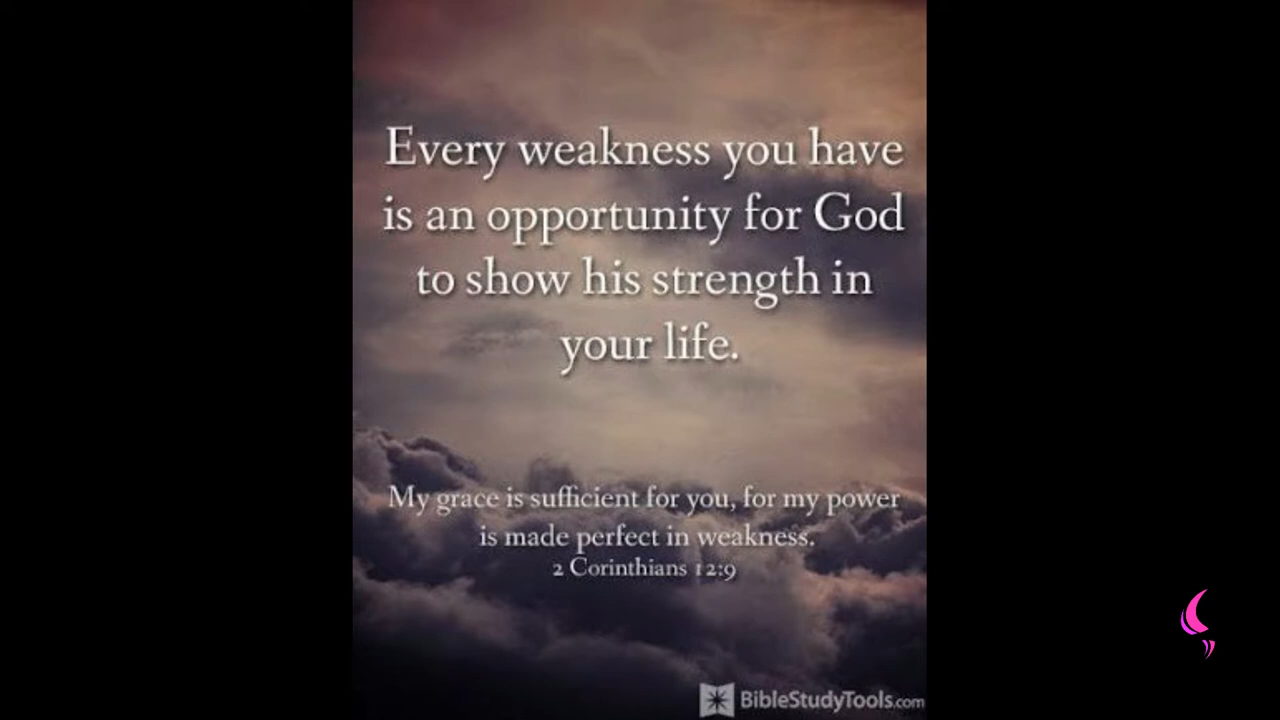 Every weakness you have
is an opportunity for God
to show his strength in
your life.
My grace is sufficient for you, for my power
is made perfect in weakness.
2 Corinthians 12:9
BibleStudyTools.com